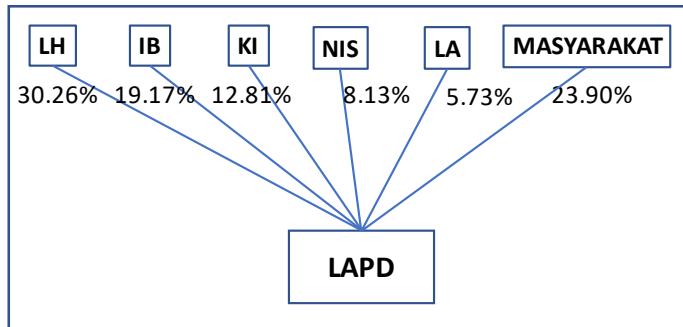 LH IB KI NIS LA MASYARAKAT
30.26% 19.17% 12.81% 8.13% 5.73% 23.90%
LAPD